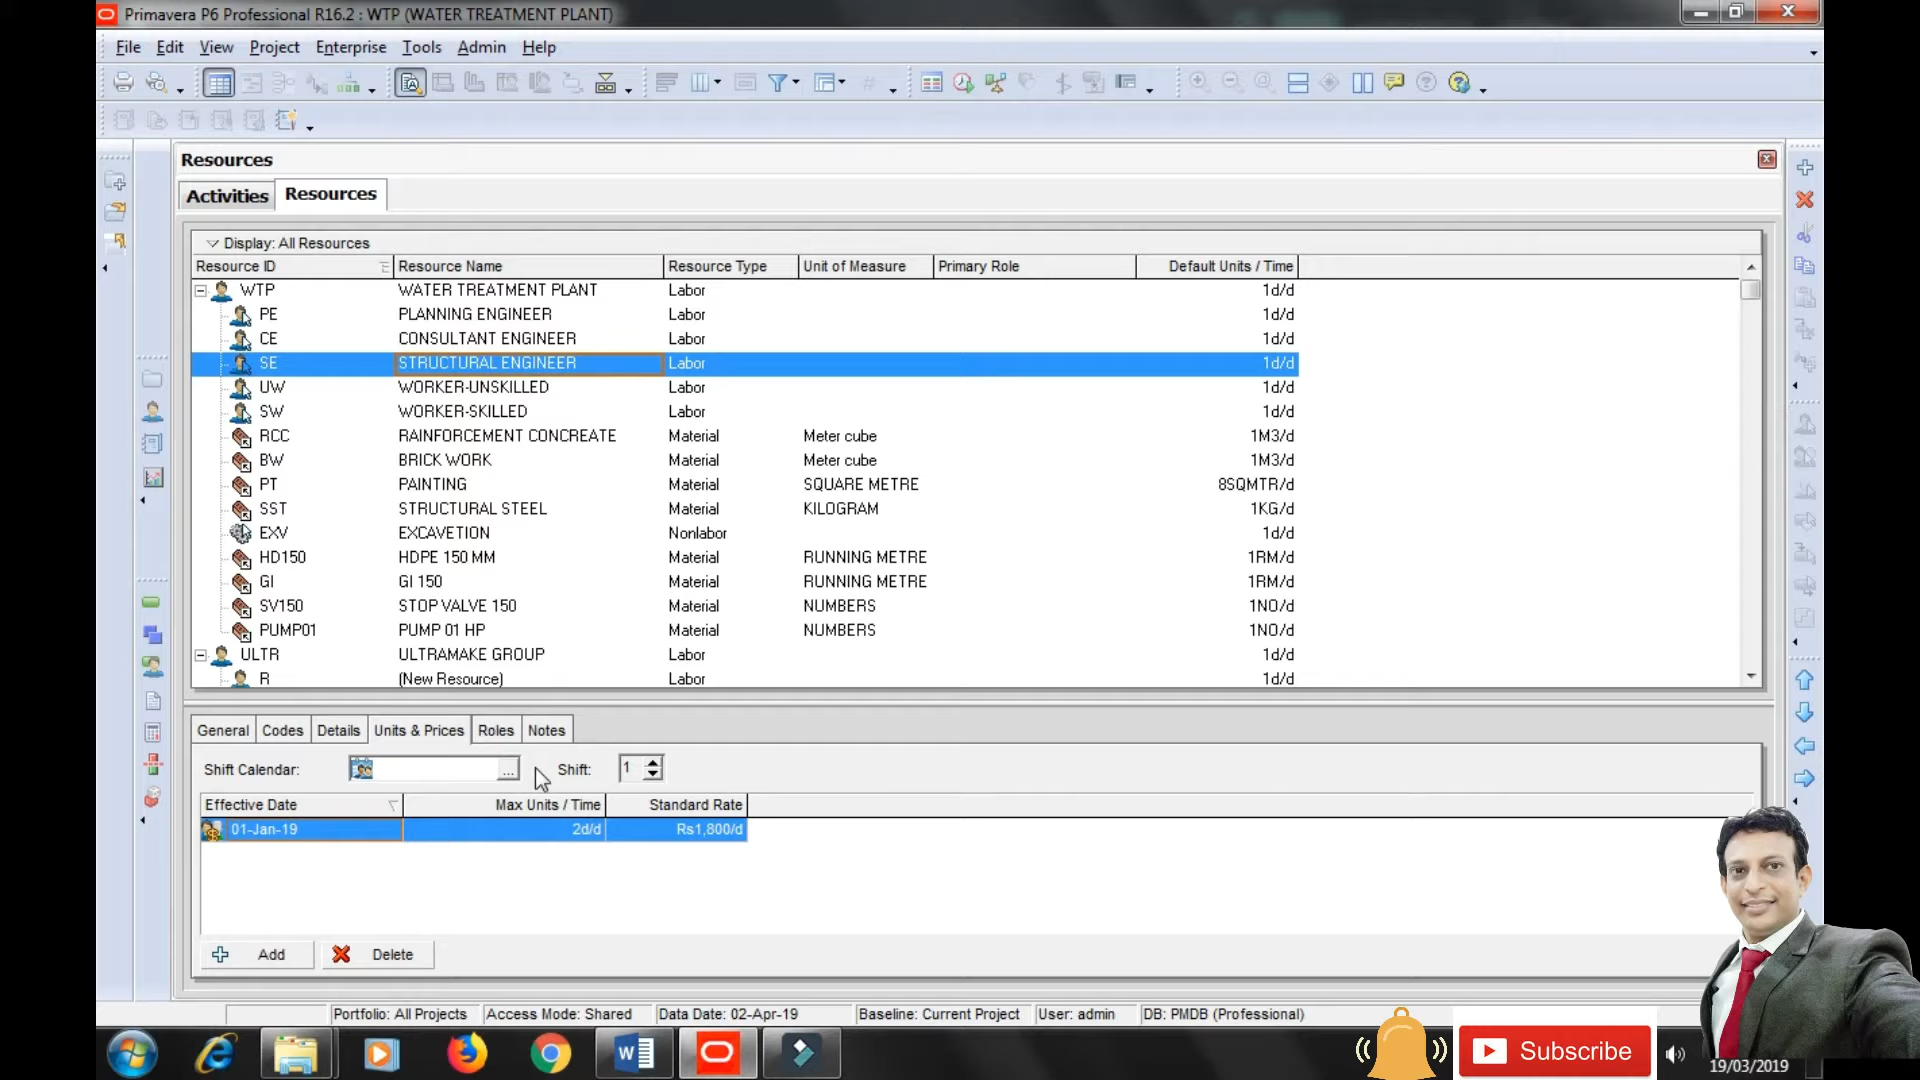 Primavera P6 Professional R16.2 : WTP (WATER TREATMENT PLANT)
File Edit View Project Enterprise Tools Admin Help
Resources
Activities Resources
Display: All Resources
Resource ID Resource Name Resource Type Unit of Measure Primary Role Default Units / Time
WTP WATER TREATMENT PLANT Labor 1d/d
PE PLANNING ENGINEER Labor 1d/d
CE CONSULTANT ENGINEER Labor 1d/d
SE STRUCTURAL ENGINEER Labor 1d/d
UW WORKER-UNSKILLED Labor 1d/d
SW WORKER-SKILLED Labor 1d/d
RCC RAINFORCEMENT CONCREATE Material Meter cube 1M3/d
BW BRICK WORK Material Meter cube 1M3/d
PT PAINTING Material SQUARE METRE 8SQMTR/d
SST STRUCTURAL STEEL Material KILOGRAM 1KG/d
EXV EXCAVETION Nonlabor 1d/d
HD150 HDPE 150 MM Material RUNNING METRE 1RM/d
GI GI 150 Material RUNNING METRE 1RM/d
SV150 STOP VALVE 150 Material NUMBERS 1NO/d
PUMP01 PUMP 01 HP Material NUMBERS 1NO/d
ULTR ULTRAMAKE GROUP Labor 1d/d
R (New Resource) Labor 1d/d
General Codes Details Units & Prices Roles Notes
Shift Calendar: ... Shift: 1
Effective Date Max Units / Time Standard Rate
01-Jan-19 2d/d Rs1,800/d
Add Delete
Portfolio: All Projects Access Mode: Shared Data Date: 02-Apr-19 Baseline: Current Project User: admin DB: PMDB (Professional)
Subscribe
19/03/2019